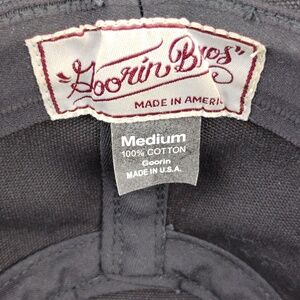 "Goorin Bros"
MADE IN AMERI
Medium
100% COTTON
Goorin
MADE IN U.S.A.